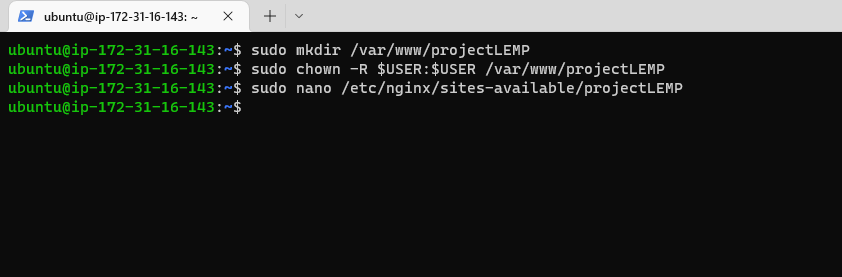 ubuntu@ip-172-31-16-143: ~
ubuntu@ip-172-31-16-143:~$ sudo mkdir /var/www/projectLEMP
ubuntu@ip-172-31-16-143:~$ sudo chown -R $USER:$USER /var/www/projectLEMP
ubuntu@ip-172-31-16-143:~$ sudo nano /etc/nginx/sites-available/projectLEMP
ubuntu@ip-172-31-16-143:~$